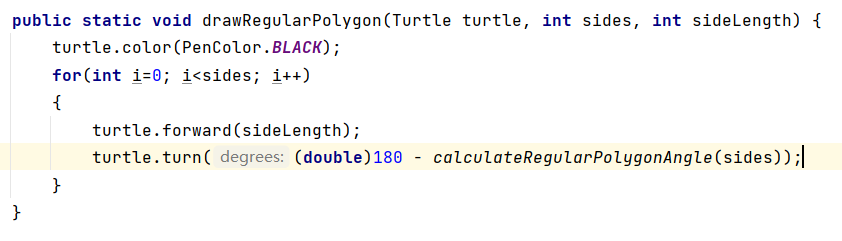 public static void drawRegularPolygon(Turtle turtle, int sides, int sideLength) {
    turtle.color(PenColor.BLACK);
    for(int i=0; i<sides; i++)
    {
        turtle.forward(sideLength);
        turtle.turn( degrees: (double)180 - calculateRegularPolygonAngle(sides));
    }
}